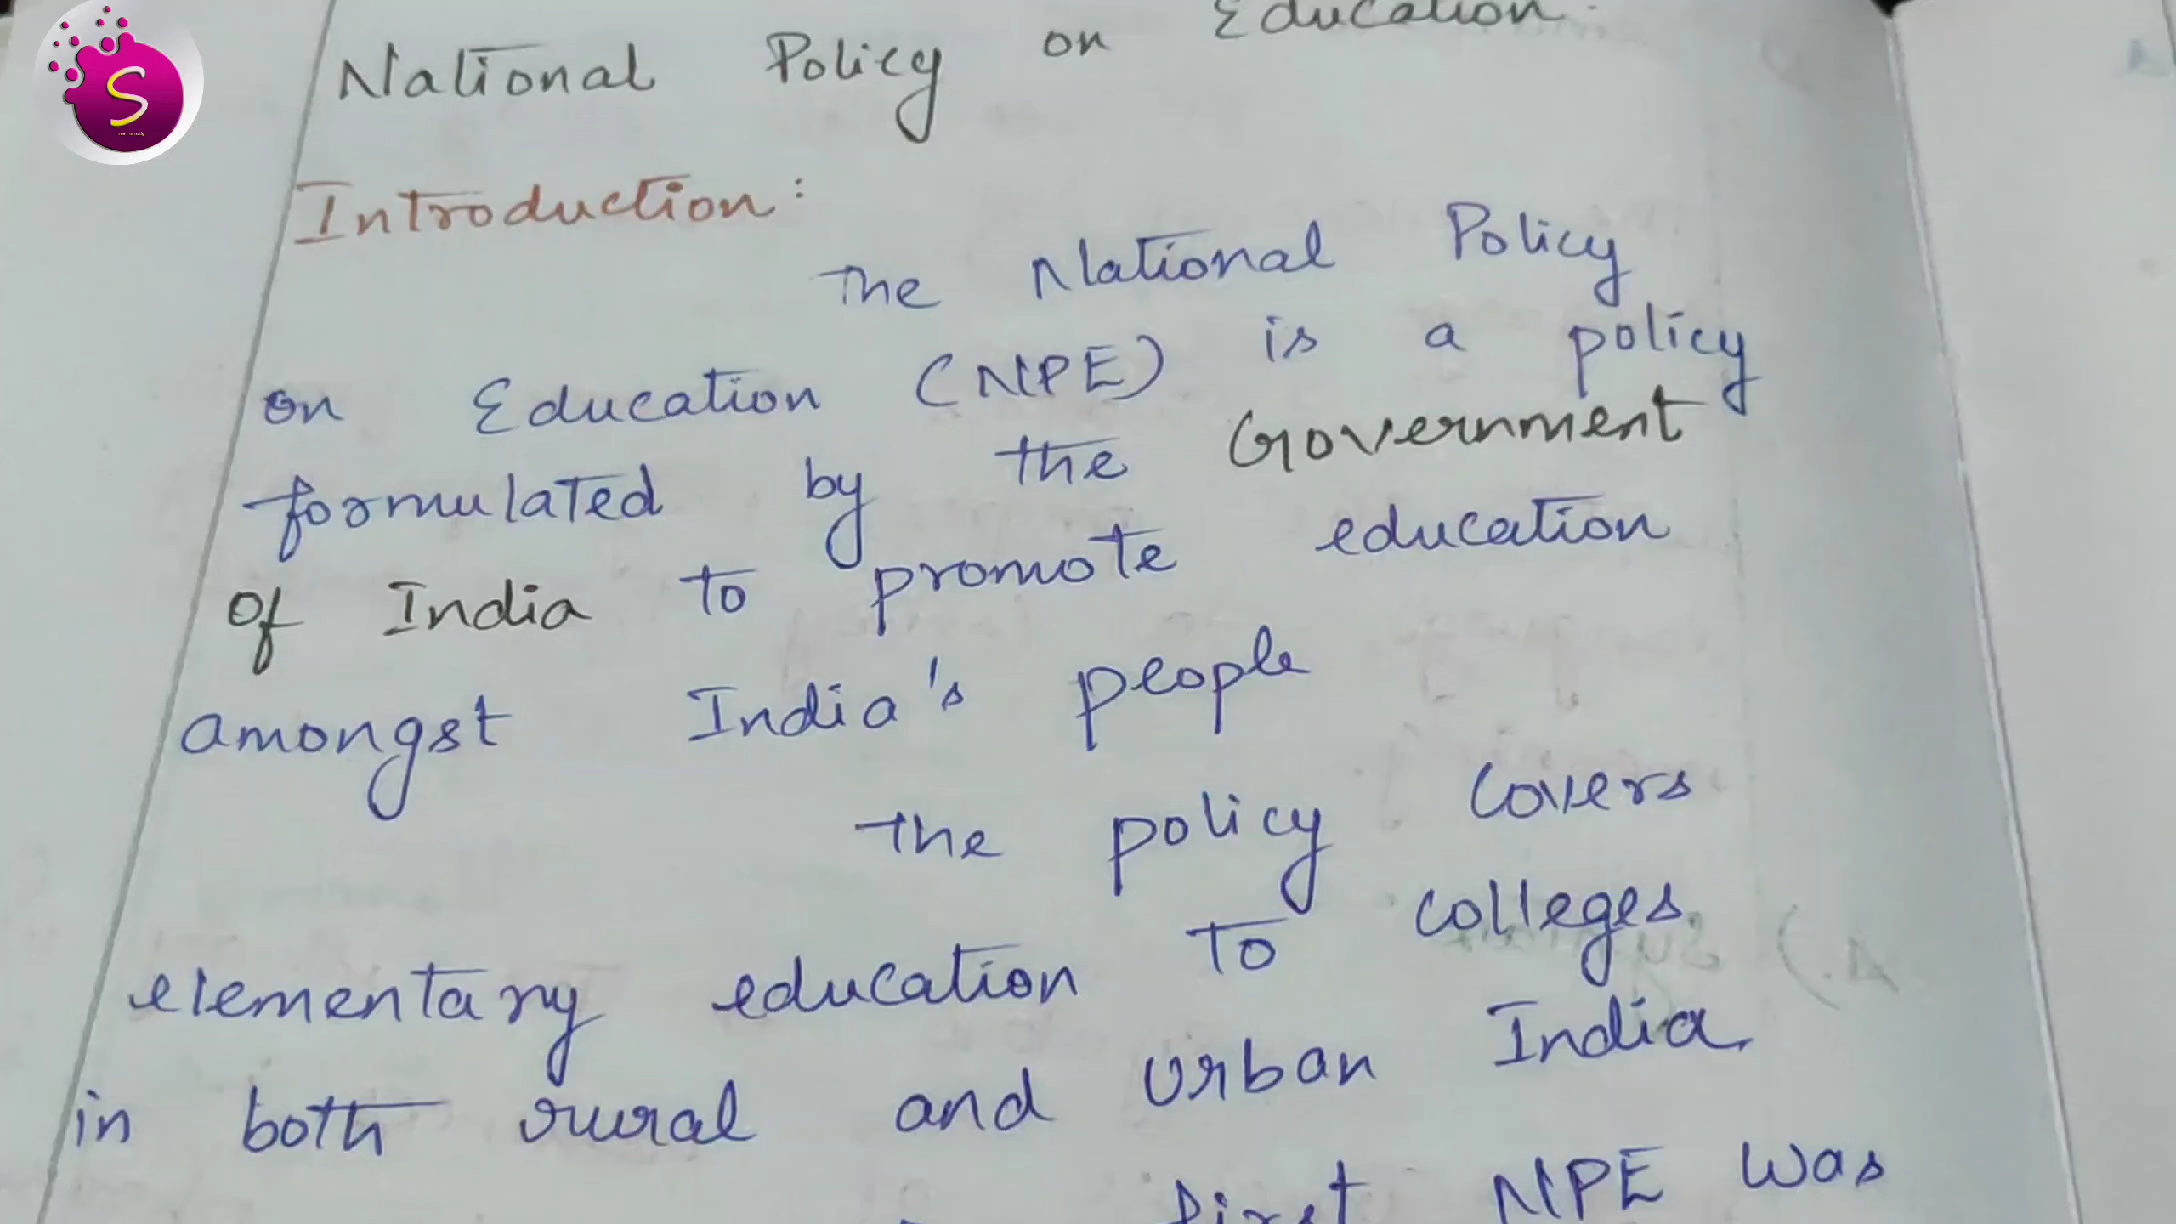 S
National Policy on Education
Introduction:
The National Policy
on Education (NPE) is a policy
formulated by the Government
of India to promote education
amongst India's people
The policy covers
elementary education to colleges
in both rural and urban India.
first NPE was